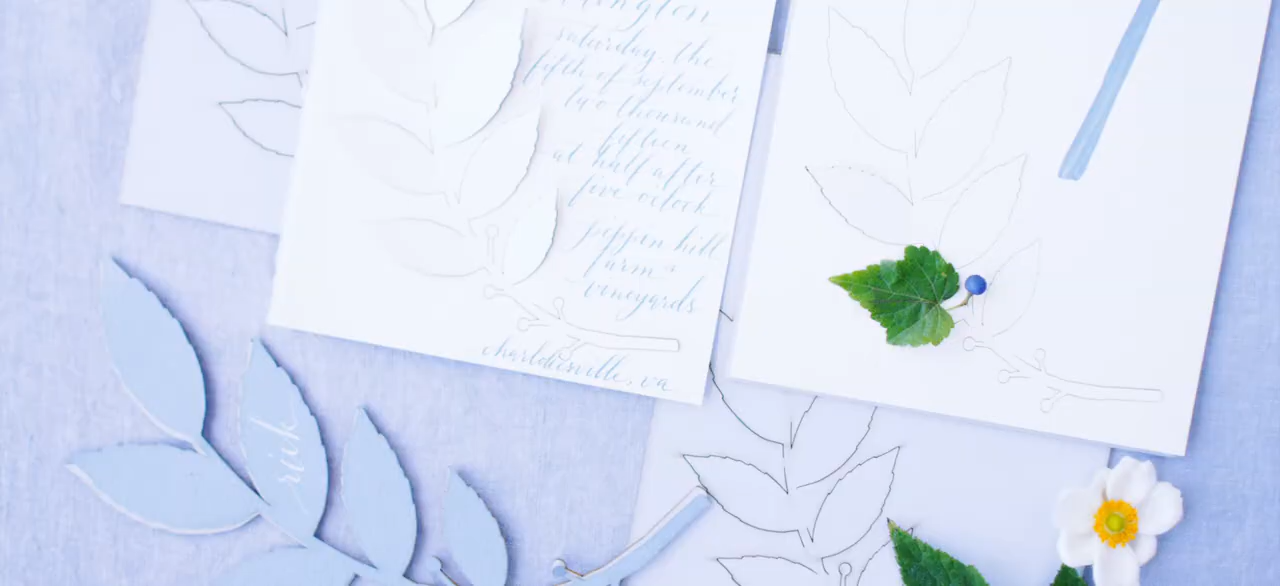 saturday, the
fifth of september
two thousand
fifteen
at half after
five o'clock
pippin hill
farm +
vineyards
charlottesville, va
rick